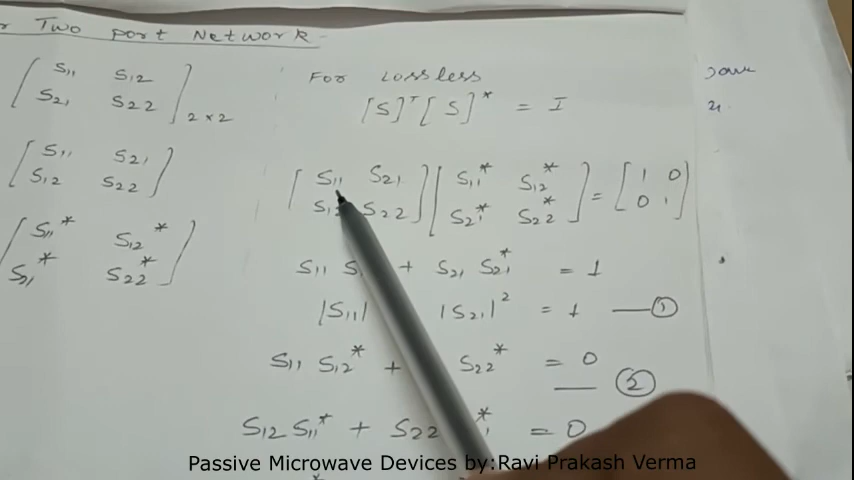 Two port Network
[ S11 S12
S21 S22 ] 2×2
[ S11 S21
S12 S22 ]
[ S11* S12*
S21* S22* ]
For Lossless
[S]ᵀ[S]* = I
[ S11 S21 ] [ S11* S12* ] = [ 1 0 ]
[ S22 ] [ S21* S22* ] [ 0 1 ]
S11 S + S21 S21* = 1
|S11| |S21|² = 1 — ①
S11 S12* + S22* = 0
— ②
S12 S11* + S22 * = 0
Passive Microwave Devices by:Ravi Prakash Verma